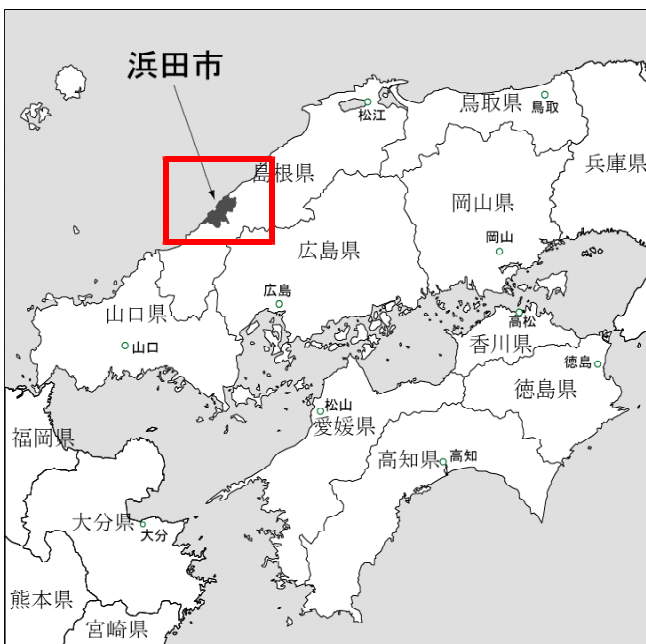 浜田市
鳥取県
鳥取
松江
兵庫県
島根県
岡山県
岡山
広島県
広島
山口県
山口
高松
香川県
徳島
徳島県
松山
愛媛県
福岡県
高知県
高知
大分県
大分
熊本県
宮崎県